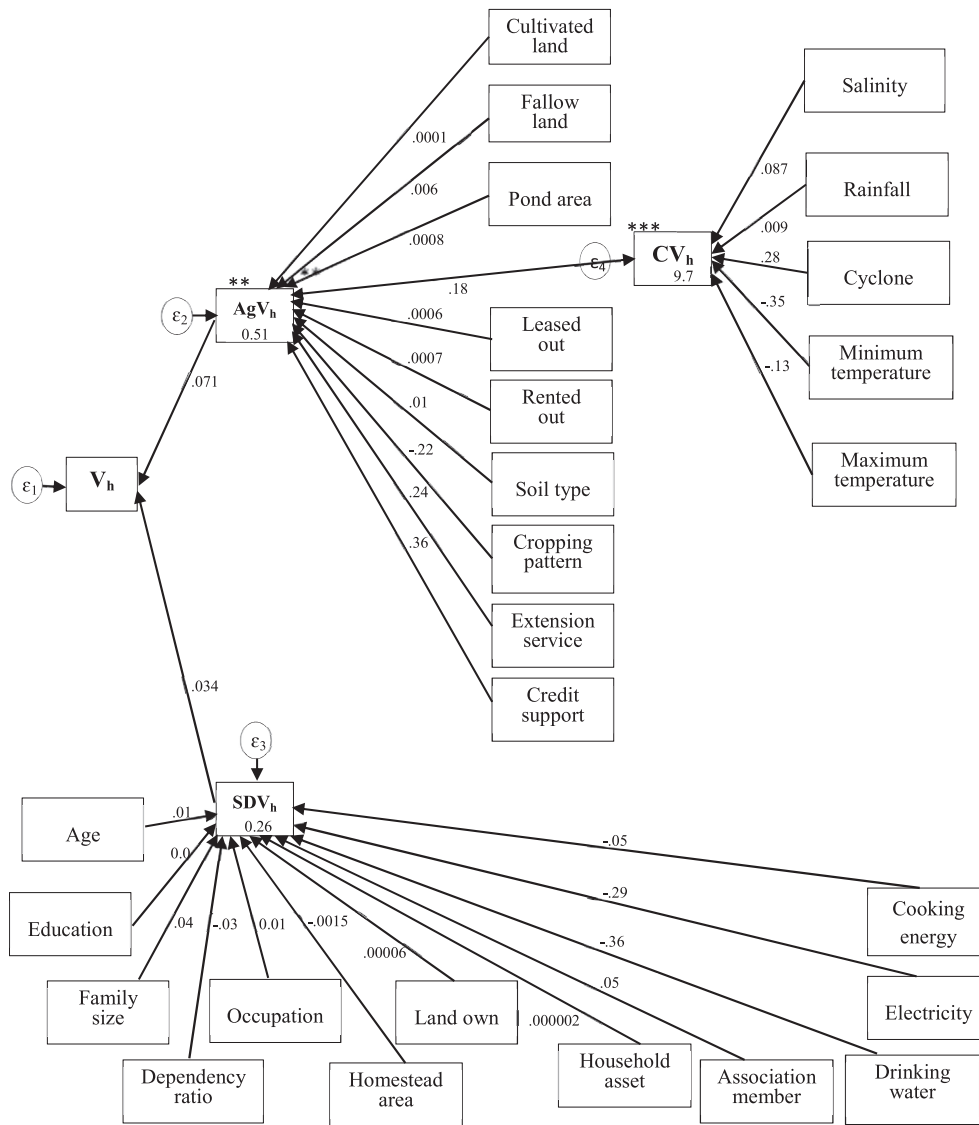 Cultivated
land
Fallow
land
Pond area
.0001
.006
.0008
Salinity
Rainfall
Cyclone
Minimum
temperature
Maximum
temperature
.087
.009
.28
-.35
-.13
***
CVh
9.7
ε4
.18
**
**
AgVh
0.51
ε2
.0006
.0007
.01
-.22
.24
.36
Leased
out
Rented
out
Soil type
Cropping
pattern
Extension
service
Credit
support
.071
ε1
Vh
.034
ε3
SDVh
0.26
Age
.01
Education
0.0
Family
size
.04
Dependency
ratio
-.03
Occupation
0.01
Homestead
area
-.0015
Land own
.00006
Household
asset
.000002
Association
member
.05
Drinking
water
-.36
Electricity
-.29
Cooking
energy
-.05